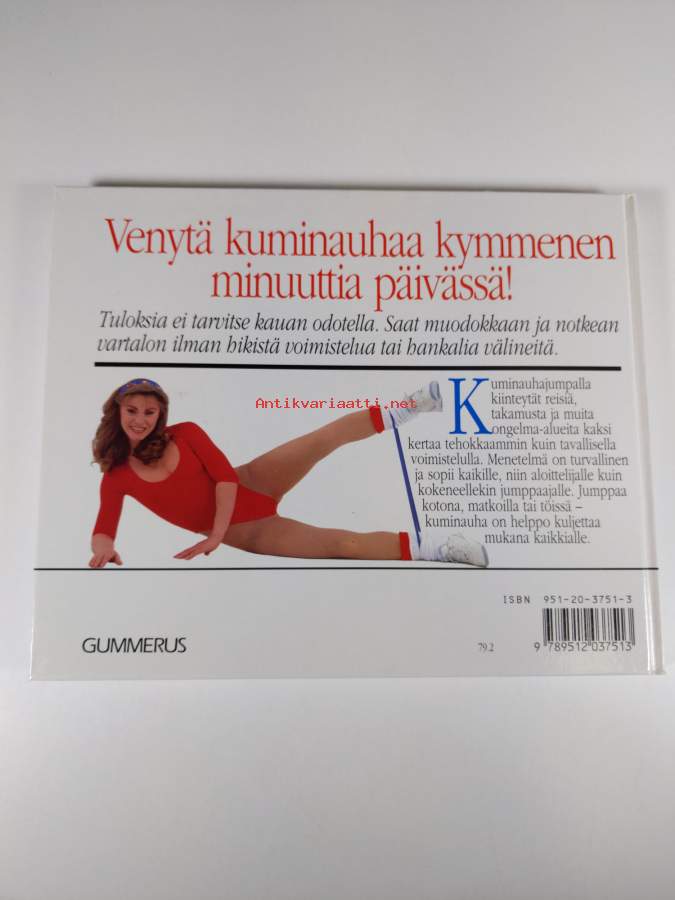 Venytä kuminauhaa kymmenen
minuuttia päivässä!
Tuloksia ei tarvitse kauan odotella. Saat muodokkaan ja notkean
vartalon ilman hikistä voimistelua tai hankalia välineitä.
Antikvariaatti.net
Kuminauhajumpalla
kiinteytät reisiä,
takamusta ja muita
ongelma-alueita kaksi
kertaa tehokkaammin kuin tavallisella
voimistelulla. Menetelmä on turvallinen
ja sopii kaikille, niin aloittelijalle kuin
kokeneellekin jumppaajalle. Jumppaa
kotona, matkoilla tai töissä –
kuminauha on helppo kuljettaa
mukana kaikkialle.
ISBN 951-20-3751-3
GUMMERUS
79.2
9 789512 037513